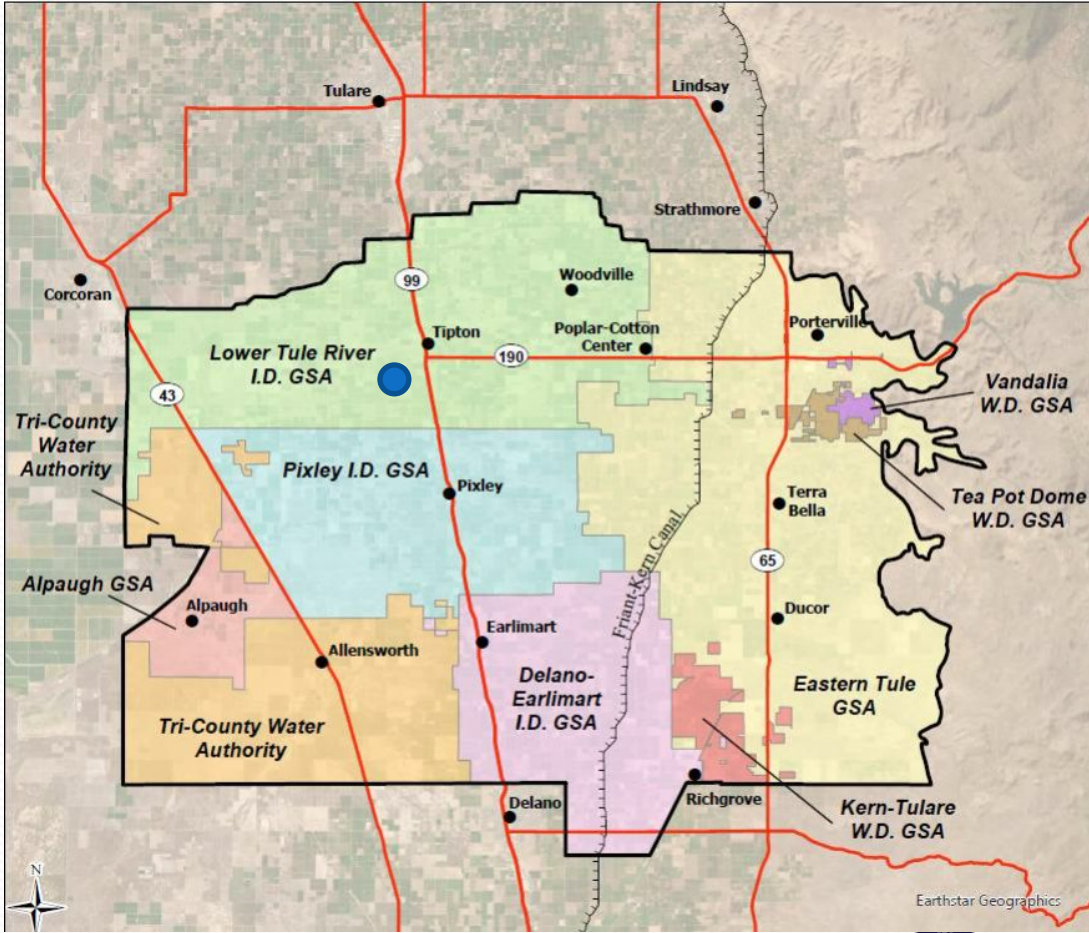 Tulare
Lindsay
Strathmore
Corcoran
99
Woodville
Tipton
190
Poplar-Cotton
Center
Porterville
Lower Tule River
I.D. GSA
43
Vandalia
W.D. GSA
Tri-County
Water
Authority
Pixley I.D. GSA
Pixley
Terra
Bella
Tea Pot Dome
W.D. GSA
Friant-Kern Canal
65
Alpaugh GSA
Alpaugh
Ducor
Earlimart
Allensworth
Delano-
Earlimart
I.D. GSA
Eastern Tule
GSA
Tri-County Water
Authority
Richgrove
Delano
Kern-Tulare
W.D. GSA
N
Earthstar Geographics